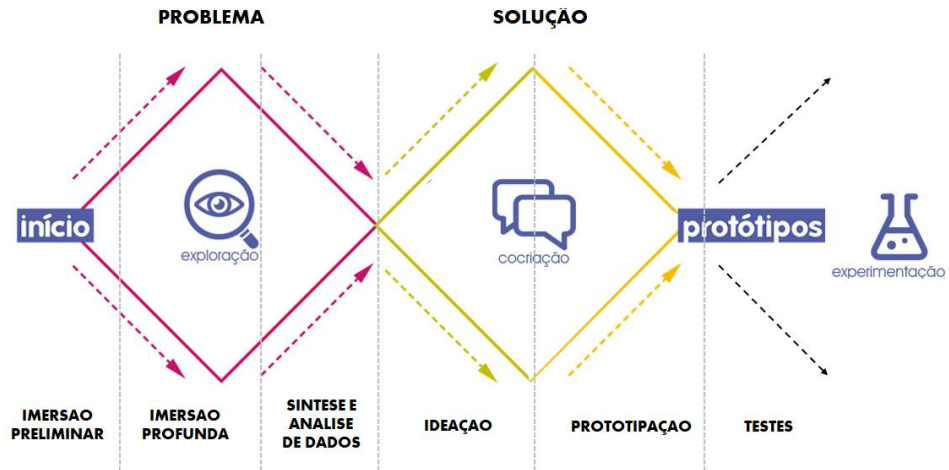 PROBLEMA
SOLUÇÃO
início
exploração
cocriação
protótipos
experimentação
IMERSAO
PRELIMINAR
IMERSAO
PROFUNDA
SINTESE E
ANALISE
DE DADOS
IDEAÇAO
PROTOTIPAÇAO
TESTES